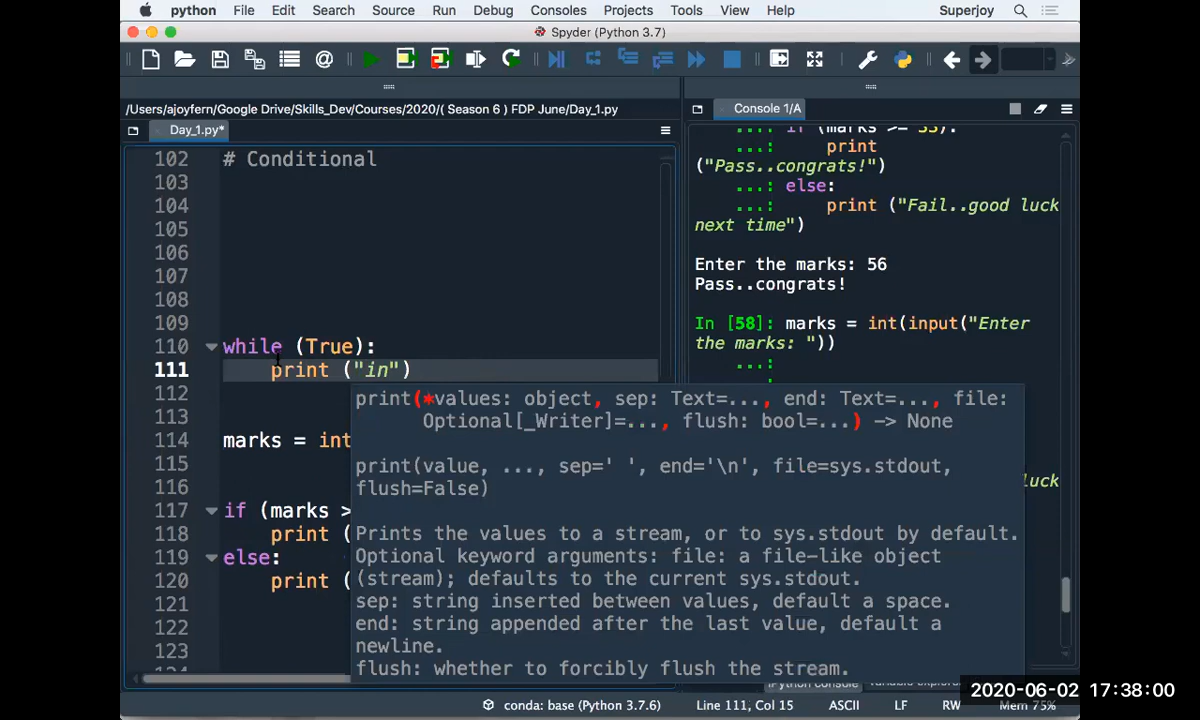 python File Edit Search Source Run Debug Consoles Projects Tools View Help Superjoy
Spyder (Python 3.7)
/Users/ajoyfern/Google Drive/Skills_Dev/Courses/2020/( Season 6 ) FDP June/Day_1.py
Day_1.py*
102 # Conditional
103
104
105
106
107
108
109
110 while (True):
111 print ("in")
112
113
114 marks = int
115
116
117 if (marks >
118 print (
119 else:
120 print (
121
122
123
124
print(*values: object, sep: Text=..., end: Text=..., file:
Optional[_Writer]=..., flush: bool=...) -> None
print(value, ..., sep=' ', end='\n', file=sys.stdout,
flush=False)
Prints the values to a stream, or to sys.stdout by default.
Optional keyword arguments: file: a file-like object
(stream); defaults to the current sys.stdout.
sep: string inserted between values, default a space.
end: string appended after the last value, default a
newline.
flush: whether to forcibly flush the stream.
Console 1/A
...: if (marks >= 35):
...: print
("Pass..congrats!")
...: else:
...: print ("Fail..good luck
next time")
Enter the marks: 56
Pass..congrats!
In [58]: marks = int(input("Enter
the marks: "))
...:
luck
IPython console Variable explorer
conda: base (Python 3.7.6) Line 111, Col 15 ASCII LF RW Mem 75%
2020-06-02 17:38:00